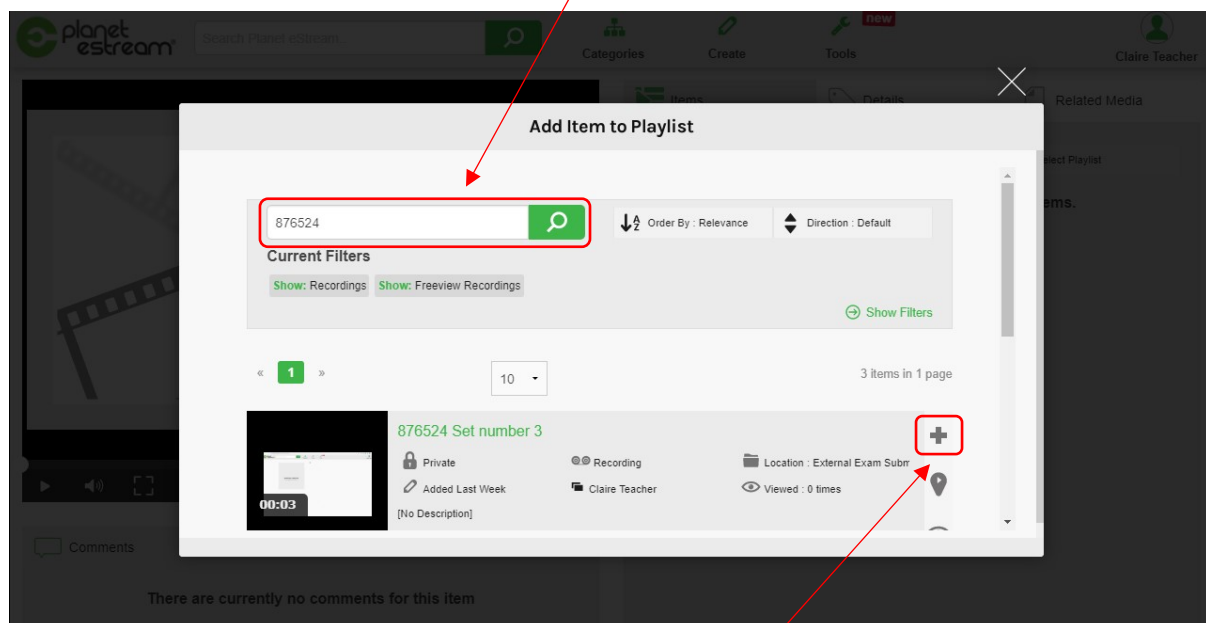 planet
estream
Search Planet eStream
Categories
Create
new
Tools
Claire Teacher
Items
Details
Related Media
Add Item to Playlist
Select Playlist
876524
Order By : Relevance
Direction : Default
Current Filters
Show: Recordings Show: Freeview Recordings
Show Filters
« 1 »
10
3 items in 1 page
876524 Set number 3
Private
Recording
Location : External Exam Subm
Added Last Week
Claire Teacher
Viewed : 0 times
[No Description]
00:03
Comments
There are currently no comments for this item